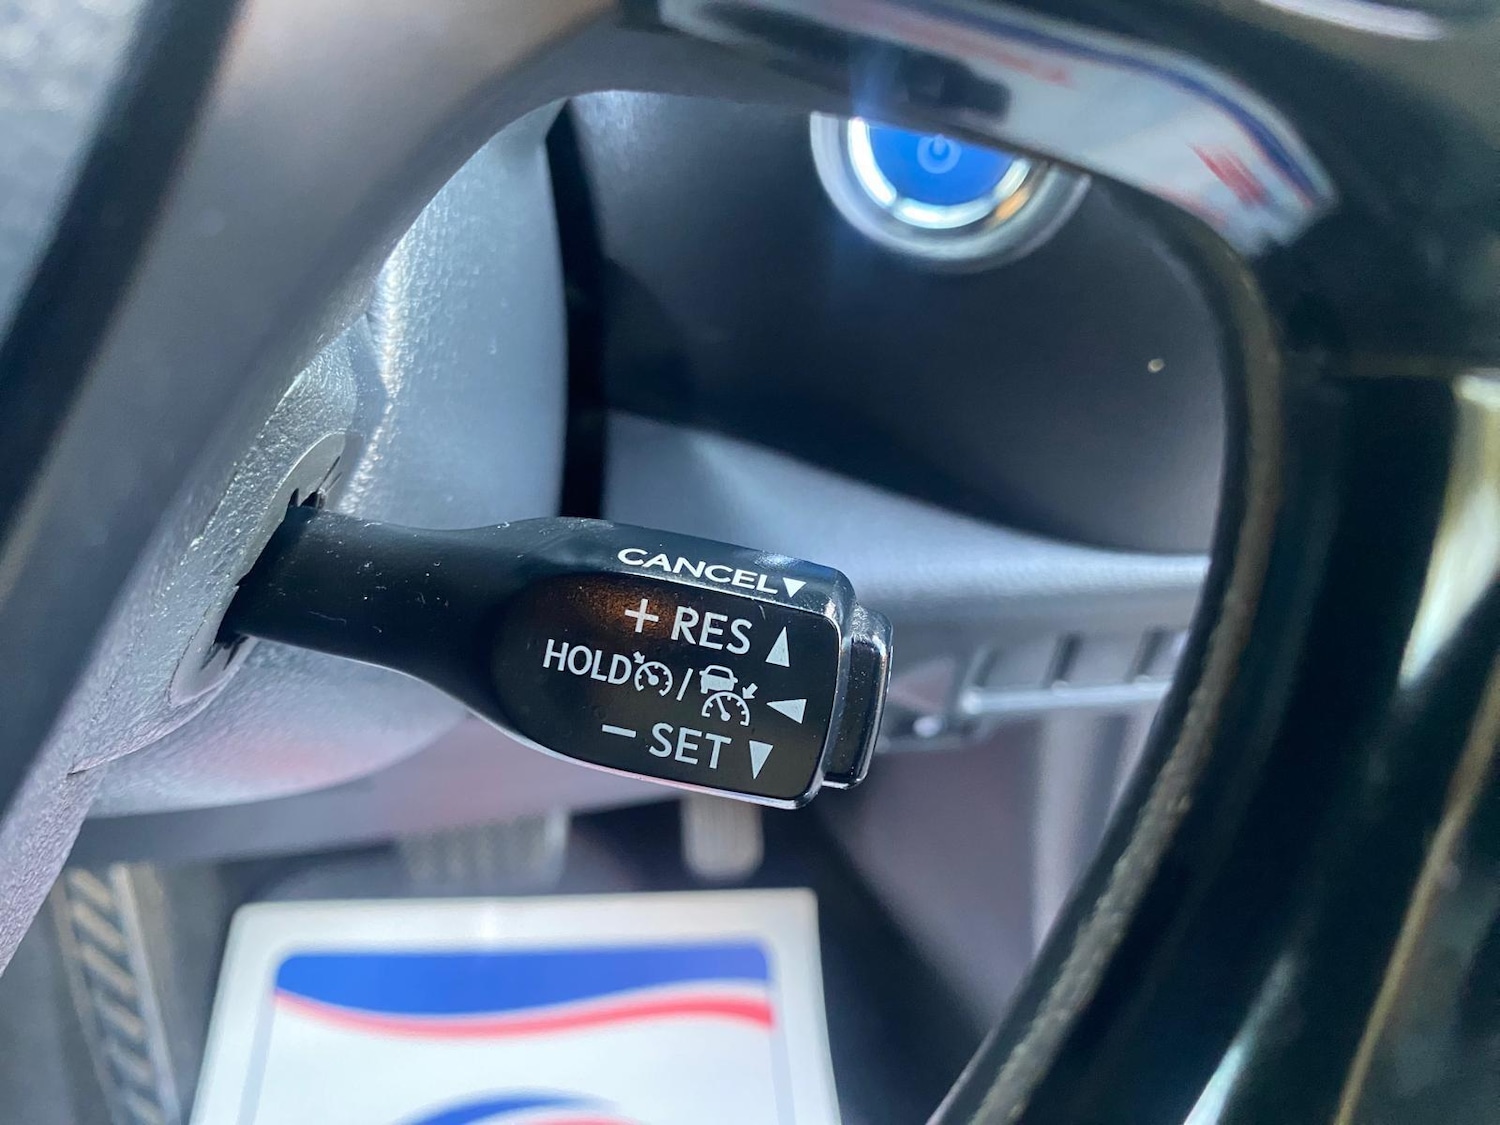 CANCEL▼
+ RES ▲
HOLD / ◀
− SET ▼